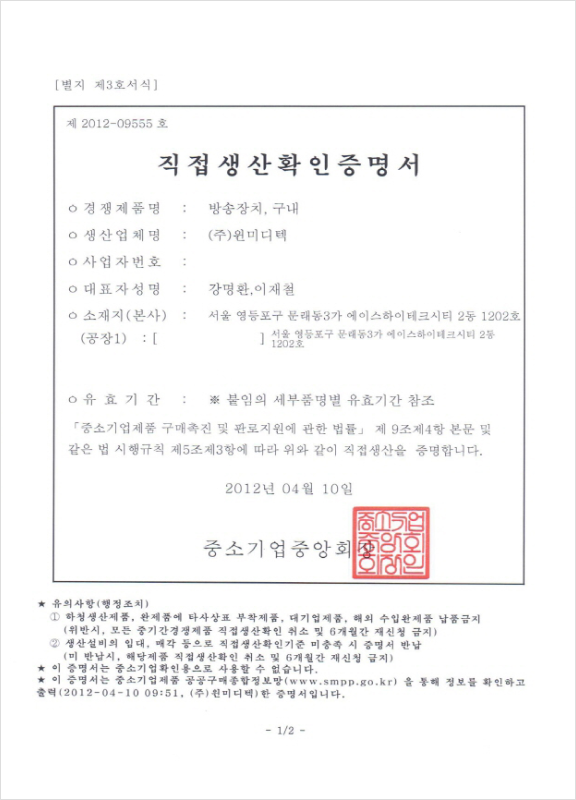 [별지 제3호서식]
제 2012-09555 호
직접생산확인증명서
ㅇ 경쟁제품명 : 방송장치, 구내
ㅇ 생산업체명 : (주)원미디텍
ㅇ 사업자번호 :
ㅇ 대표자성명 : 강명환,이재철
ㅇ 소재지(본사) : 서울 영등포구 문래동3가 에이스하이테크시티 2동 1202호
(공장1) : [ ] 서울 영등포구 문래동3가 에이스하이테크시티 2동
1202호
ㅇ 유 효 기 간 : ※ 붙임의 세부품명별 유효기간 참조
「중소기업제품 구매촉진 및 판로지원에 관한 법률」 제 9조제4항 본문 및
같은 법 시행규칙 제5조제3항에 따라 위와 같이 직접생산을 증명합니다.
2012년 04월 10일
중소기업중앙회장
★ 유의사항(행정조치)
① 하청생산제품, 완제품에 타사상표 부착제품, 대기업제품, 해외 수입완제품 납품금지
(위반시, 모든 중기간경쟁제품 직접생산확인 취소 및 6개월간 재신청 금지)
② 생산설비의 임대, 매각 등으로 직접생산확인기준 미충족 시 증명서 반납
(미 반납시, 해당제품 직접생산확인 취소 및 6개월간 재신청 금지)
★ 이 증명서는 중소기업확인용으로 사용하실 수 없습니다.
★ 이 증명서는 중소기업제품 공공구매종합정보망(www.smpp.go.kr) 을 통해 정보를 확인하고
출력(2012-04-10 09:51, (주)원미디텍)한 증명서입니다.
- 1/2 -